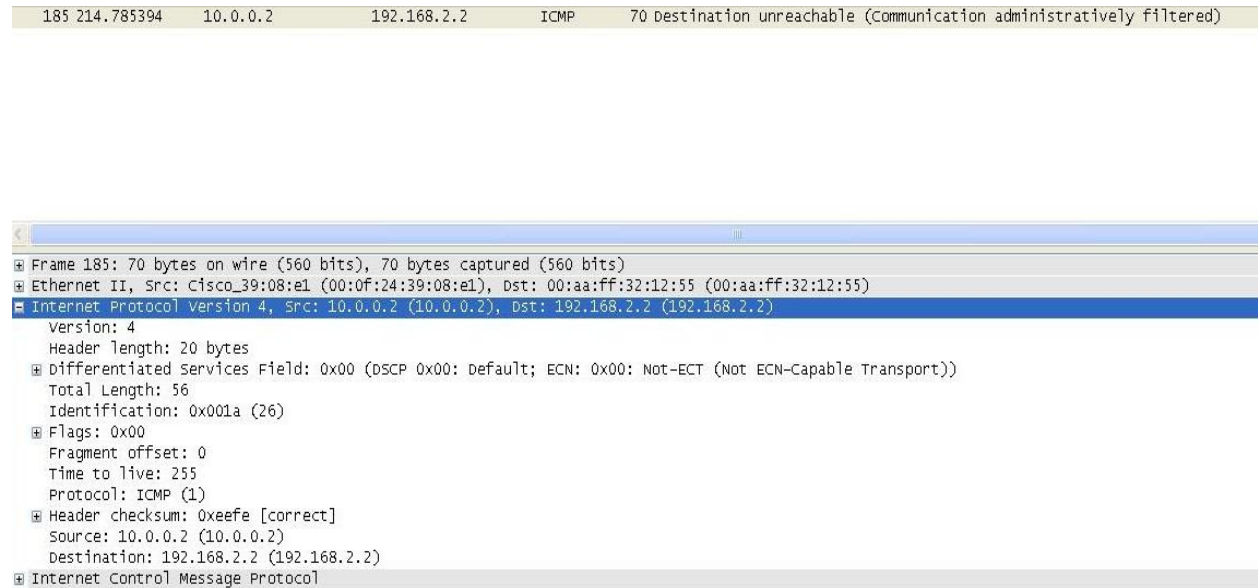 185 214.785394 10.0.0.2 192.168.2.2 ICMP 70 Destination unreachable (Communication administratively filtered)
Frame 185: 70 bytes on wire (560 bits), 70 bytes captured (560 bits)
Ethernet II, Src: Cisco_39:08:e1 (00:0f:24:39:08:e1), Dst: 00:aa:ff:32:12:55 (00:aa:ff:32:12:55)
Internet Protocol Version 4, Src: 10.0.0.2 (10.0.0.2), Dst: 192.168.2.2 (192.168.2.2)
Version: 4
Header length: 20 bytes
Differentiated Services Field: 0x00 (DSCP 0x00: Default; ECN: 0x00: Not-ECT (Not ECN-Capable Transport))
Total Length: 56
Identification: 0x001a (26)
Flags: 0x00
Fragment offset: 0
Time to live: 255
Protocol: ICMP (1)
Header checksum: 0xeefe [correct]
Source: 10.0.0.2 (10.0.0.2)
Destination: 192.168.2.2 (192.168.2.2)
Internet Control Message Protocol